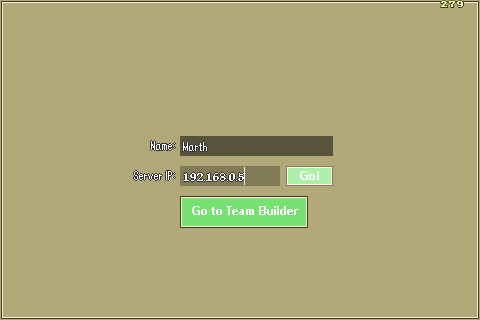 279
Name: Marth
Server IP: 192.168.0.5 Go!
Go to Team Builder